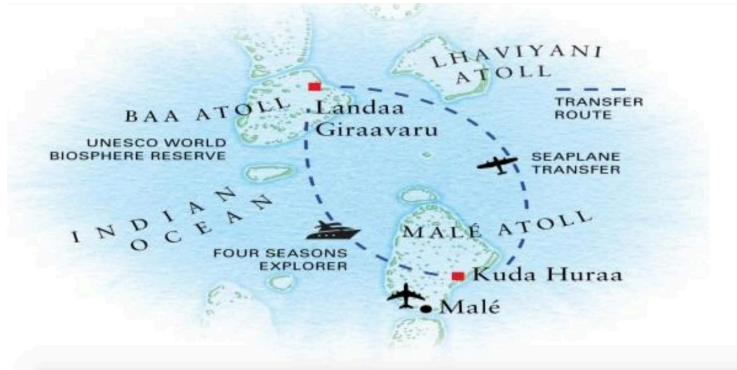 LHAVIYANI
ATOLL
BAA ATOLL
Landaa
Giraavaru
TRANSFER
ROUTE
UNESCO WORLD
BIOSPHERE RESERVE
SEAPLANE
TRANSFER
INDIAN
OCEAN
MALÉ ATOLL
FOUR SEASONS
EXPLORER
Kuda Huraa
Malé